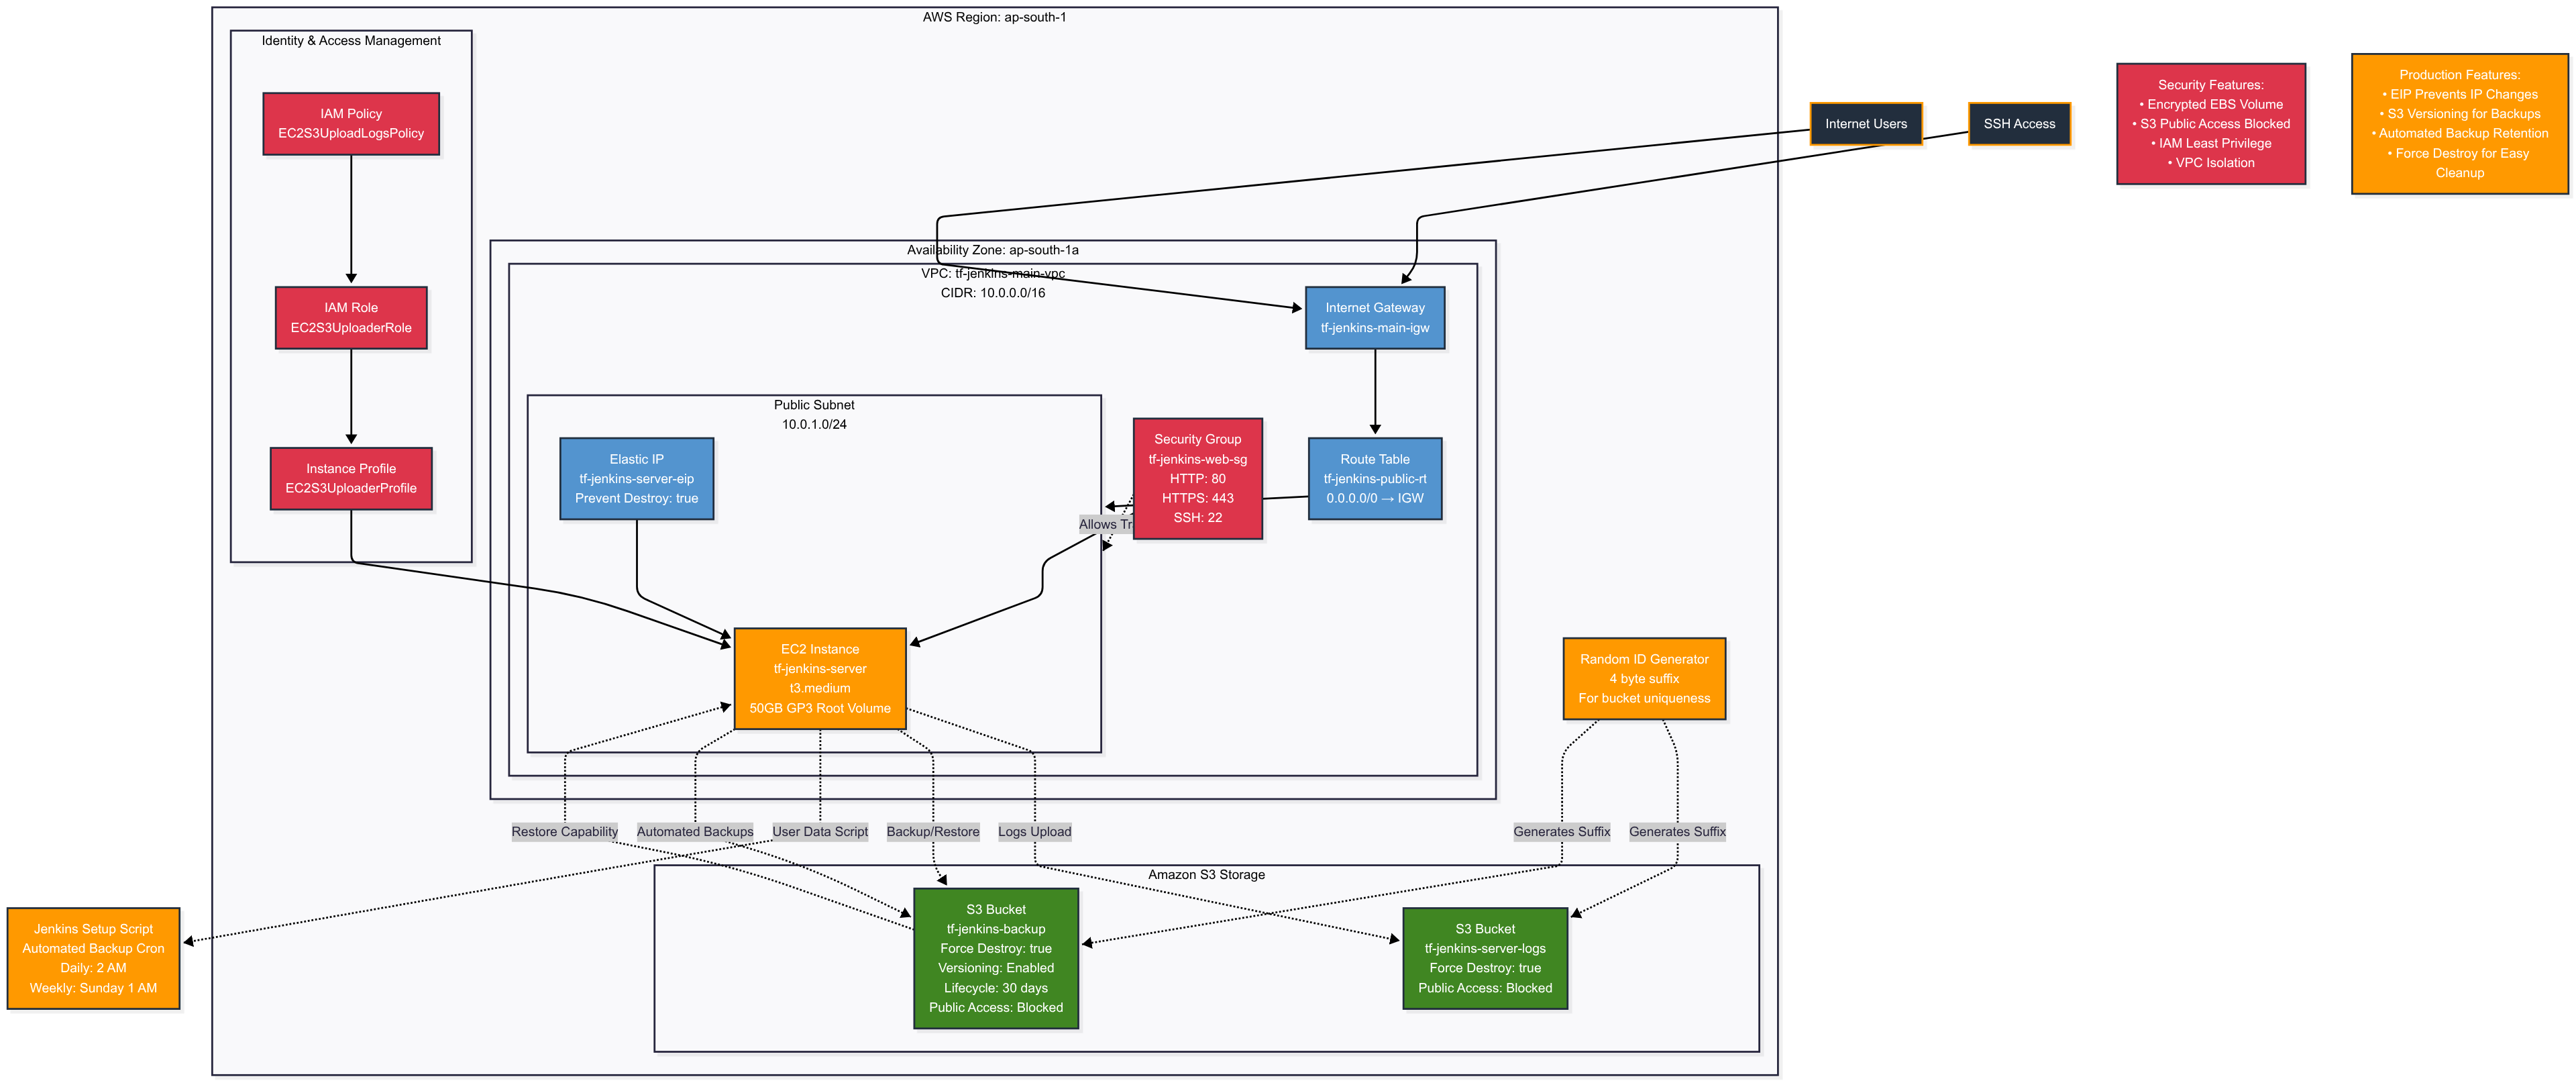 AWS Region: ap-south-1
Identity & Access Management
IAM Policy
EC2S3UploadLogsPolicy
IAM Role
EC2S3UploaderRole
Instance Profile
EC2S3UploaderProfile
Internet Users
SSH Access
Security Features:
• Encrypted EBS Volume
• S3 Public Access Blocked
• IAM Least Privilege
• VPC Isolation
Production Features:
• EIP Prevents IP Changes
• S3 Versioning for Backups
• Automated Backup Retention
• Force Destroy for Easy
Cleanup
Availability Zone: ap-south-1a
VPC: tf-jenkins-main-vpc
CIDR: 10.0.0.0/16
Internet Gateway
tf-jenkins-main-igw
Public Subnet
10.0.1.0/24
Elastic IP
tf-jenkins-server-eip
Prevent Destroy: true
Allows
Security Group
tf-jenkins-web-sg
HTTP: 80
HTTPS: 443
SSH: 22
Route Table
tf-jenkins-public-rt
0.0.0.0/0 → IGW
EC2 Instance
tf-jenkins-server
t3.medium
50GB GP3 Root Volume
Random ID Generator
4 byte suffix
For bucket uniqueness
Restore Capability
Automated Backups
User Data Script
Backup/Restore
Logs Upload
Generates Suffix
Generates Suffix
Amazon S3 Storage
Jenkins Setup Script
Automated Backup Cron
Daily: 2 AM
Weekly: Sunday 1 AM
S3 Bucket
tf-jenkins-backup
Force Destroy: true
Versioning: Enabled
Lifecycle: 30 days
Public Access: Blocked
S3 Bucket
tf-jenkins-server-logs
Force Destroy: true
Public Access: Blocked